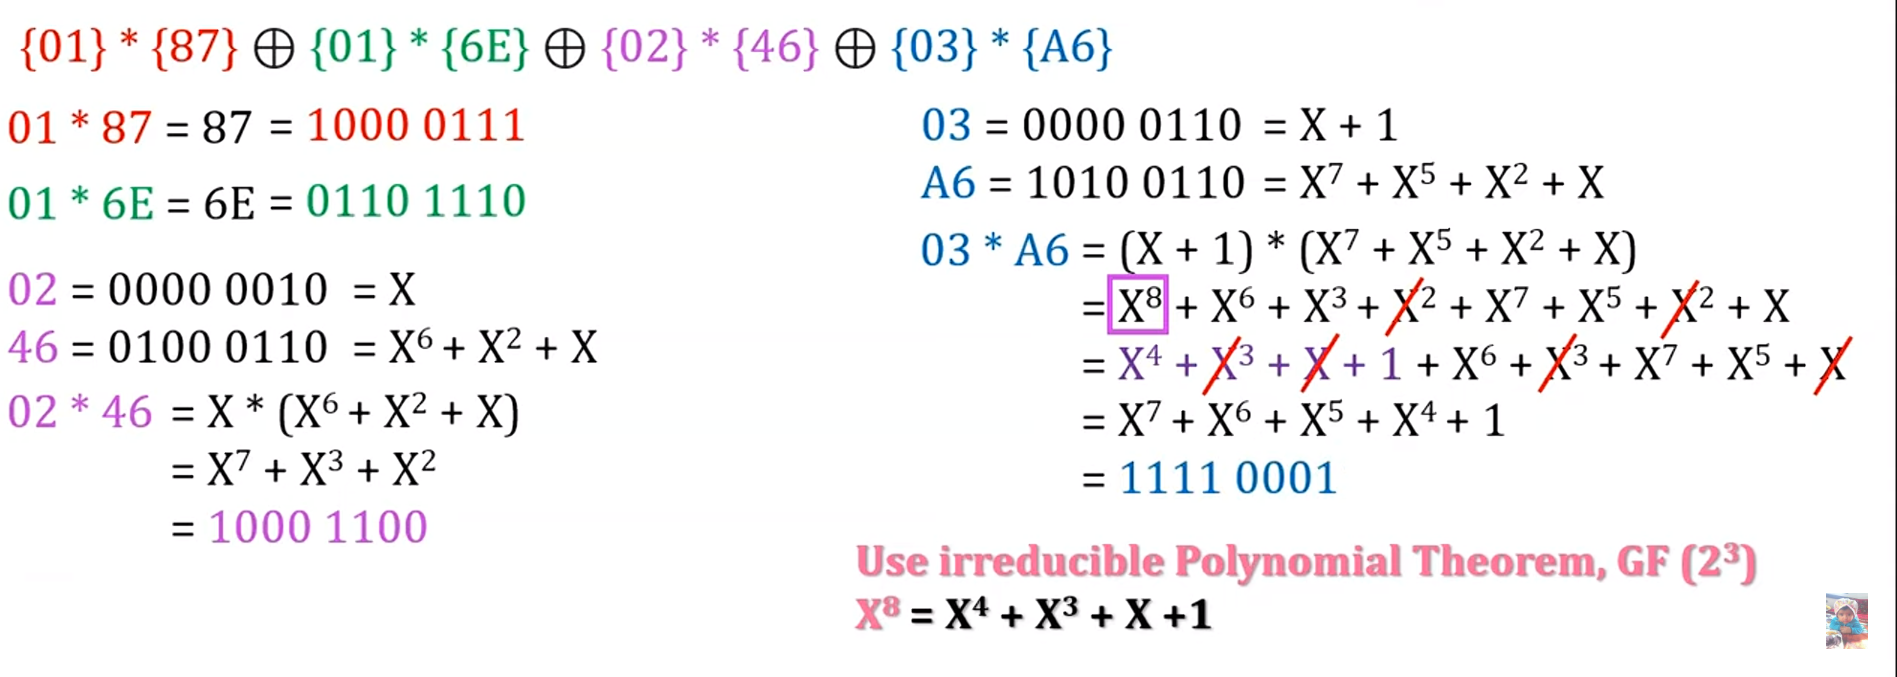 {01} * {87} ⊕ {01} * {6E} ⊕ {02} * {46} ⊕ {03} * {A6}
01 * 87 = 87 = 1000 0111
01 * 6E = 6E = 0110 1110
02 = 0000 0010 = X
46 = 0100 0110 = X⁶ + X² + X
02 * 46 = X * (X⁶ + X² + X)
= X⁷ + X³ + X²
= 1000 1100
03 = 0000 0110 = X + 1
A6 = 1010 0110 = X⁷ + X⁵ + X² + X
03 * A6 = (X + 1) * (X⁷ + X⁵ + X² + X)
= X⁸ + X⁶ + X³ + X² + X⁷ + X⁵ + X² + X
= X⁴ + X³ + X + 1 + X⁶ + X³ + X⁷ + X⁵ + X
= X⁷ + X⁶ + X⁵ + X⁴ + 1
= 1111 0001
Use irreducible Polynomial Theorem, GF (2³)
X⁸ = X⁴ + X³ + X +1